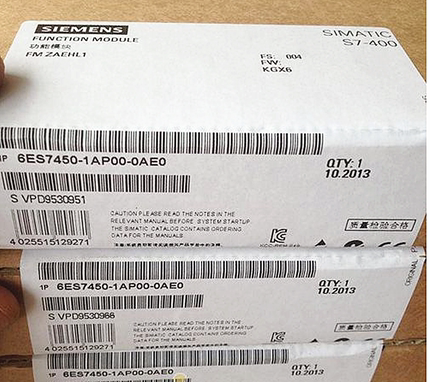 SIEMENS
FUNCTION MODULE
功能模块
FM ZAEHL1
SIMATIC
S7-400
FS: 004
FW:
KGX6
1P 6ES7450-1AP00-0AE0
QTY: 1
10.2013
S VPD9530951
CAUTION PLEASE READ THE NOTES IN THE
RELEVANT MANUAL BEFORE SYSTEM STARTUP
THE SIMATIC CATALOG CONTAINS ORDERING
DATA FOR THE MANUALS
质量检验合格
4 025515129271
1P 6ES7450-1AP00-0AE0
QTY: 1
10.2013
ORIGINAL
S VPD9530966
CAUTION PLEASE READ THE NOTES IN THE
RELEVANT MANUAL BEFORE SYSTEM STARTUP
THE SIMATIC CATALOG CONTAINS ORDERING
DATA FOR THE MANUALS
质量检验合格
4 025515129271
1P 6ES7450-1AP00-0AE0
QTY: 1
10.2013